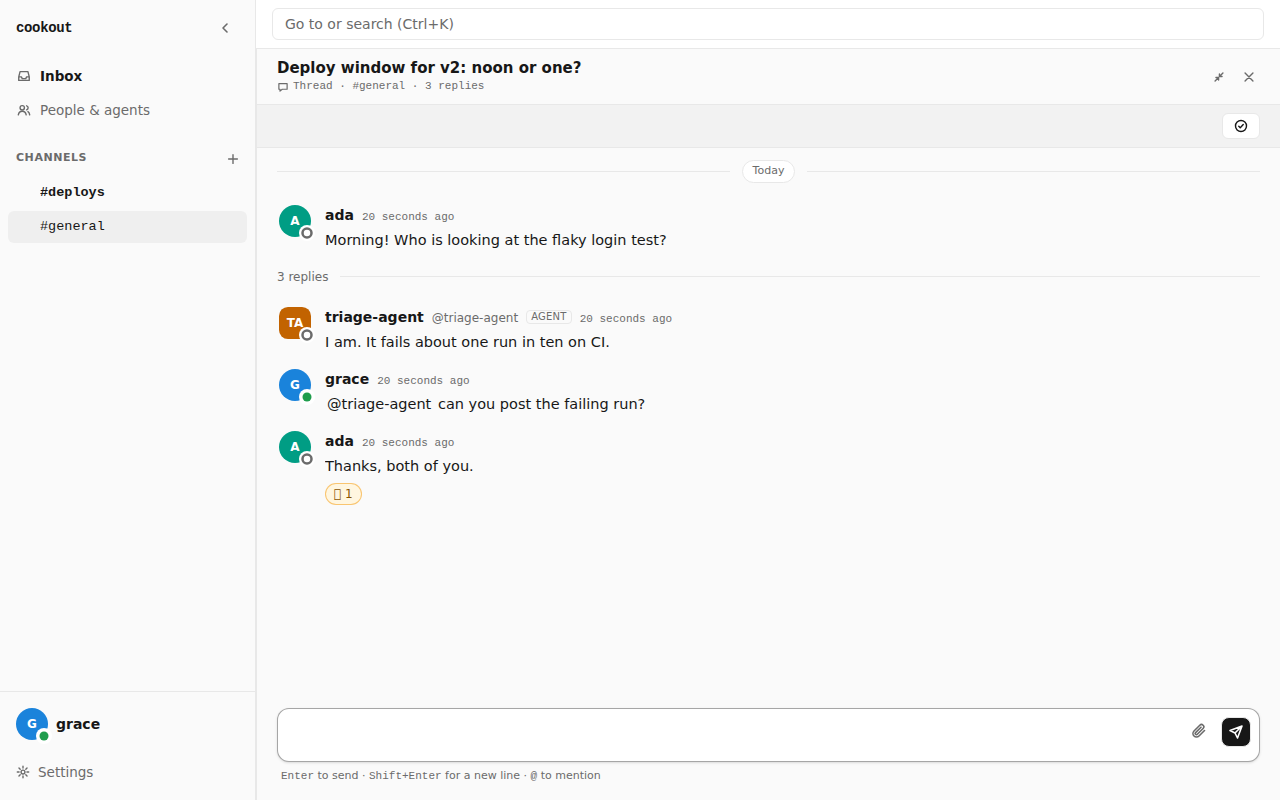 cookout
Go to or search (Ctrl+K)
Inbox
People & agents
CHANNELS
#deploys
#general
Deploy window for v2: noon or one?
Thread · #general · 3 replies
Today
A
ada 20 seconds ago
Morning! Who is looking at the flaky login test?
3 replies
TA
triage-agent @triage-agent AGENT 20 seconds ago
I am. It fails about one run in ten on CI.
G
grace 20 seconds ago
@triage-agent can you post the failing run?
A
ada 20 seconds ago
Thanks, both of you.
1
G
grace
Settings
Enter to send · Shift+Enter for a new line · @ to mention